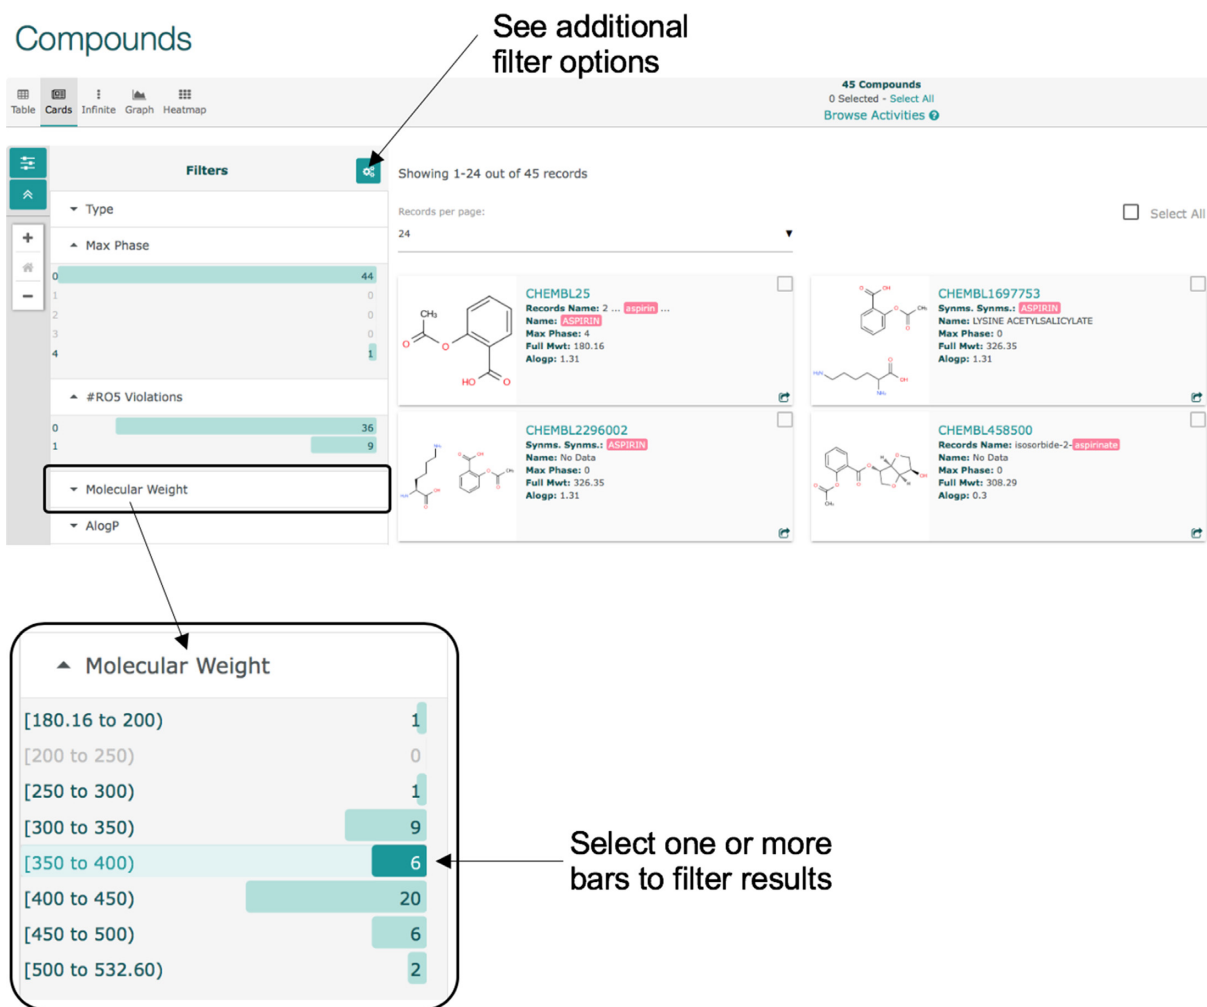 Compounds
See additional
filter options
Table
Cards
Infinite
Graph
Heatmap
45 Compounds
0 Selected - Select All
Browse Activities ?
Filters
Type
Max Phase
0 44
1 0
2 0
3 0
4 1
#RO5 Violations
0 36
1 9
Molecular Weight
AlogP
Showing 1-24 out of 45 records
Records per page:
24
Select All
CH₃
O
O
HO
O
CHEMBL25
Records Name: 2 ... aspirin ...
Name: ASPIRIN
Max Phase: 4
Full Mwt: 180.16
Alogp: 1.31
CHEMBL1697753
Synms. Synms.: ASPIRIN
Name: LYSINE ACETYLSALICYLATE
Max Phase: 0
Full Mwt: 326.35
Alogp: 1.31
CHEMBL2296002
Synms. Synms.: ASPIRIN
Name: No Data
Max Phase: 0
Full Mwt: 326.35
Alogp: 1.31
CHEMBL458500
Records Name: isosorbide-2-aspirinate
Name: No Data
Max Phase: 0
Full Mwt: 308.29
Alogp: 0.3
Molecular Weight
[180.16 to 200) 1
[200 to 250) 0
[250 to 300) 1
[300 to 350) 9
[350 to 400) 6
[400 to 450) 20
[450 to 500) 6
[500 to 532.60) 2
Select one or more
bars to filter results